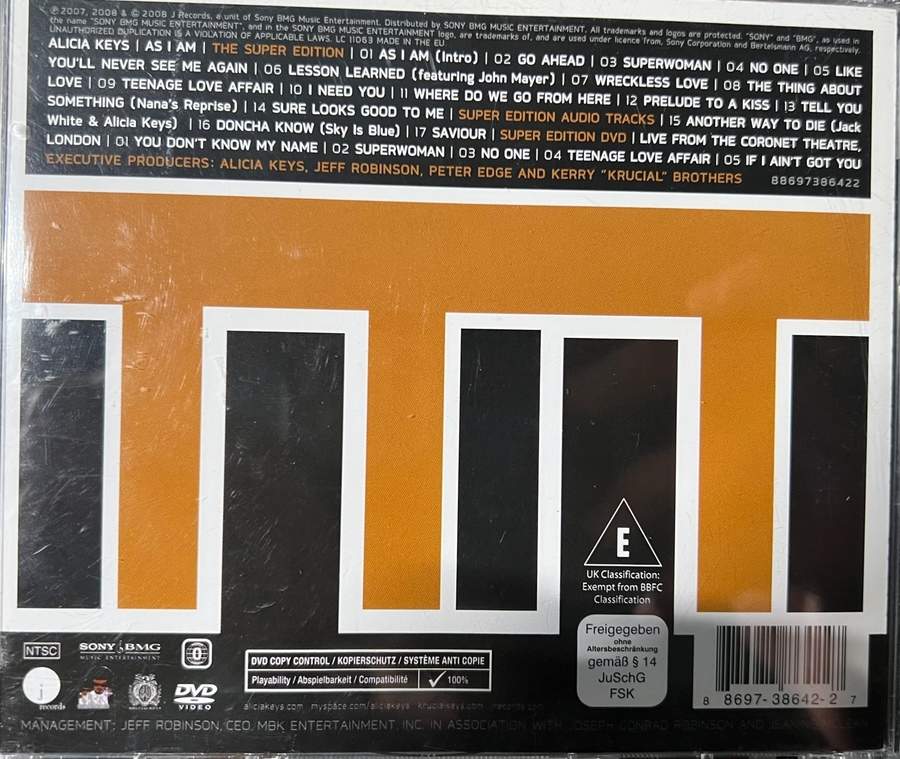 ℗2007, 2008 & © 2008 J Records, a unit of Sony BMG Music Entertainment. Distributed by SONY BMG MUSIC ENTERTAINMENT. All trademarks and logos are protected. "SONY" and "BMG", as used in
the name "SONY BMG MUSIC ENTERTAINMENT", and in the SONY BMG MUSIC ENTERTAINMENT logo, are trademarks of, and are used under licence from, Sony Corporation and Bertelsmann AG, respectively.
UNAUTHORIZED DUPLICATION IS A VIOLATION OF APPLICABLE LAWS. LC 11063 MADE IN THE EU.
ALICIA KEYS | AS I AM | THE SUPER EDITION | 01 AS I AM (Intro) | 02 GO AHEAD | 03 SUPERWOMAN | 04 NO ONE | 05 LIKE
YOU'LL NEVER SEE ME AGAIN | 06 LESSON LEARNED (featuring John Mayer) | 07 WRECKLESS LOVE | 08 THE THING ABOUT
LOVE | 09 TEENAGE LOVE AFFAIR | 10 I NEED YOU | 11 WHERE DO WE GO FROM HERE | 12 PRELUDE TO A KISS | 13 TELL YOU
SOMETHING (Nana's Reprise) | 14 SURE LOOKS GOOD TO ME | SUPER EDITION AUDIO TRACKS | 15 ANOTHER WAY TO DIE (Jack
White & Alicia Keys) | 16 DONCHA KNOW (Sky Is Blue) | 17 SAVIOUR | SUPER EDITION DVD | LIVE FROM THE CORONET THEATRE,
LONDON | 01 YOU DON'T KNOW MY NAME | 02 SUPERWOMAN | 03 NO ONE | 04 TEENAGE LOVE AFFAIR | 05 IF I AIN'T GOT YOU
EXECUTIVE PRODUCERS: ALICIA KEYS, JEFF ROBINSON, PETER EDGE AND KERRY "KRUCIAL" BROTHERS
88697386422
E
UK Classification:
Exempt from BBFC
Classification
Freigegeben
ohne
Altersbeschränkung
gemäß § 14
JuSchG
FSK
NTSC
SONY BMG
MUSIC ENTERTAINMENT
0
j
records
DVD
VIDEO
DVD COPY CONTROL / KOPIERSCHUTZ / SYSTÈME ANTI COPIE
Playability / Abspielbarkeit / Compatibilité
100%
aliciakeys.com myspace.com/aliciakeys krucialkeys.com jrecords.com
8 8697-38642-2 7
MANAGEMENT: JEFF ROBINSON, CEO/MBK ENTERTAINMENT, INC. IN ASSOCIATION WITH JOSEPH CONRAD ROBINSON AND